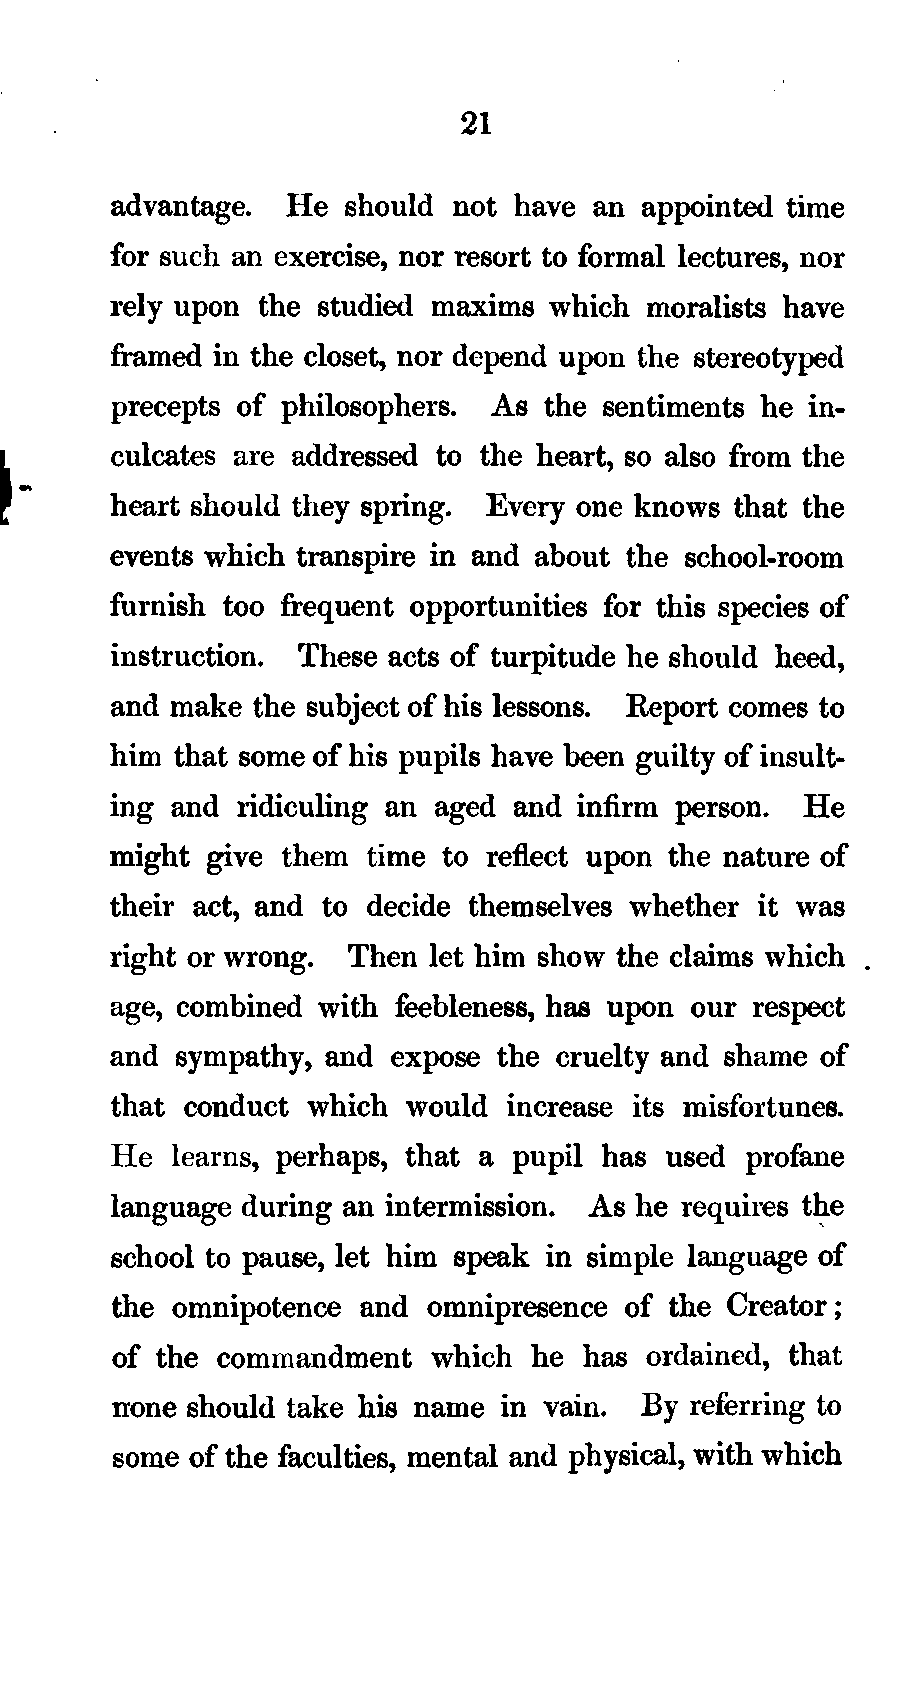 21
advantage. He should not have an appointed time
for such an exercise, nor resort to formal lectures, nor
rely upon the studied maxims which moralists have
framed in the closet, nor depend upon the stereotyped
precepts of philosophers. As the sentiments he in-
culcates are addressed to the heart, so also from the
heart should they spring. Every one knows that the
events which transpire in and about the school-room
furnish too frequent opportunities for this species of
instruction. These acts of turpitude he should heed,
and make the subject of his lessons. Report comes to
him that some of his pupils have been guilty of insult-
ing and ridiculing an aged and infirm person. He
might give them time to reflect upon the nature of
their act, and to decide themselves whether it was
right or wrong. Then let him show the claims which
age, combined with feebleness, has upon our respect
and sympathy, and expose the cruelty and shame of
that conduct which would increase its misfortunes.
He learns, perhaps, that a pupil has used profane
language during an intermission. As he requires the
school to pause, let him speak in simple language of
the omnipotence and omnipresence of the Creator;
of the commandment which he has ordained, that
none should take his name in vain. By referring to
some of the faculties, mental and physical, with which